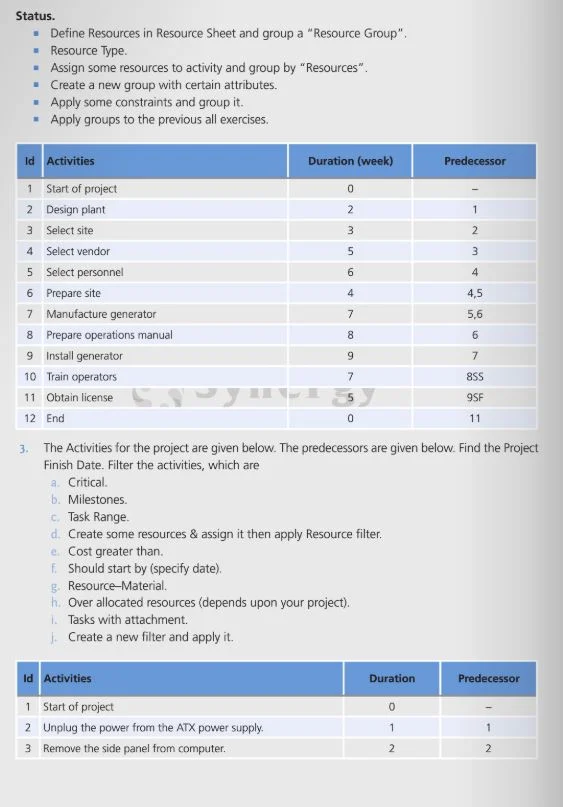 Status.
▪ Define Resources in Resource Sheet and group a “Resource Group”.
▪ Resource Type.
▪ Assign some resources to activity and group by “Resources”.
▪ Create a new group with certain attributes.
▪ Apply some constraints and group it.
▪ Apply groups to the previous all exercises.
Id Activities Duration (week) Predecessor
1 Start of project 0 –
2 Design plant 2 1
3 Select site 3 2
4 Select vendor 5 3
5 Select personnel 6 4
6 Prepare site 4 4,5
7 Manufacture generator 7 5,6
8 Prepare operations manual 8 6
9 Install generator 9 7
10 Train operators 7 8SS
Synergy
11 Obtain license 5 9SF
12 End 0 11
3. The Activities for the project are given below. The predecessors are given below. Find the Project
Finish Date. Filter the activities, which are
a. Critical.
b. Milestones.
c. Task Range.
d. Create some resources & assign it then apply Resource filter.
e. Cost greater than.
f. Should start by (specify date).
g. Resource–Material.
h. Over allocated resources (depends upon your project).
i. Tasks with attachment.
j. Create a new filter and apply it.
Id Activities Duration Predecessor
1 Start of project 0 –
2 Unplug the power from the ATX power supply. 1 1
3 Remove the side panel from computer. 2 2